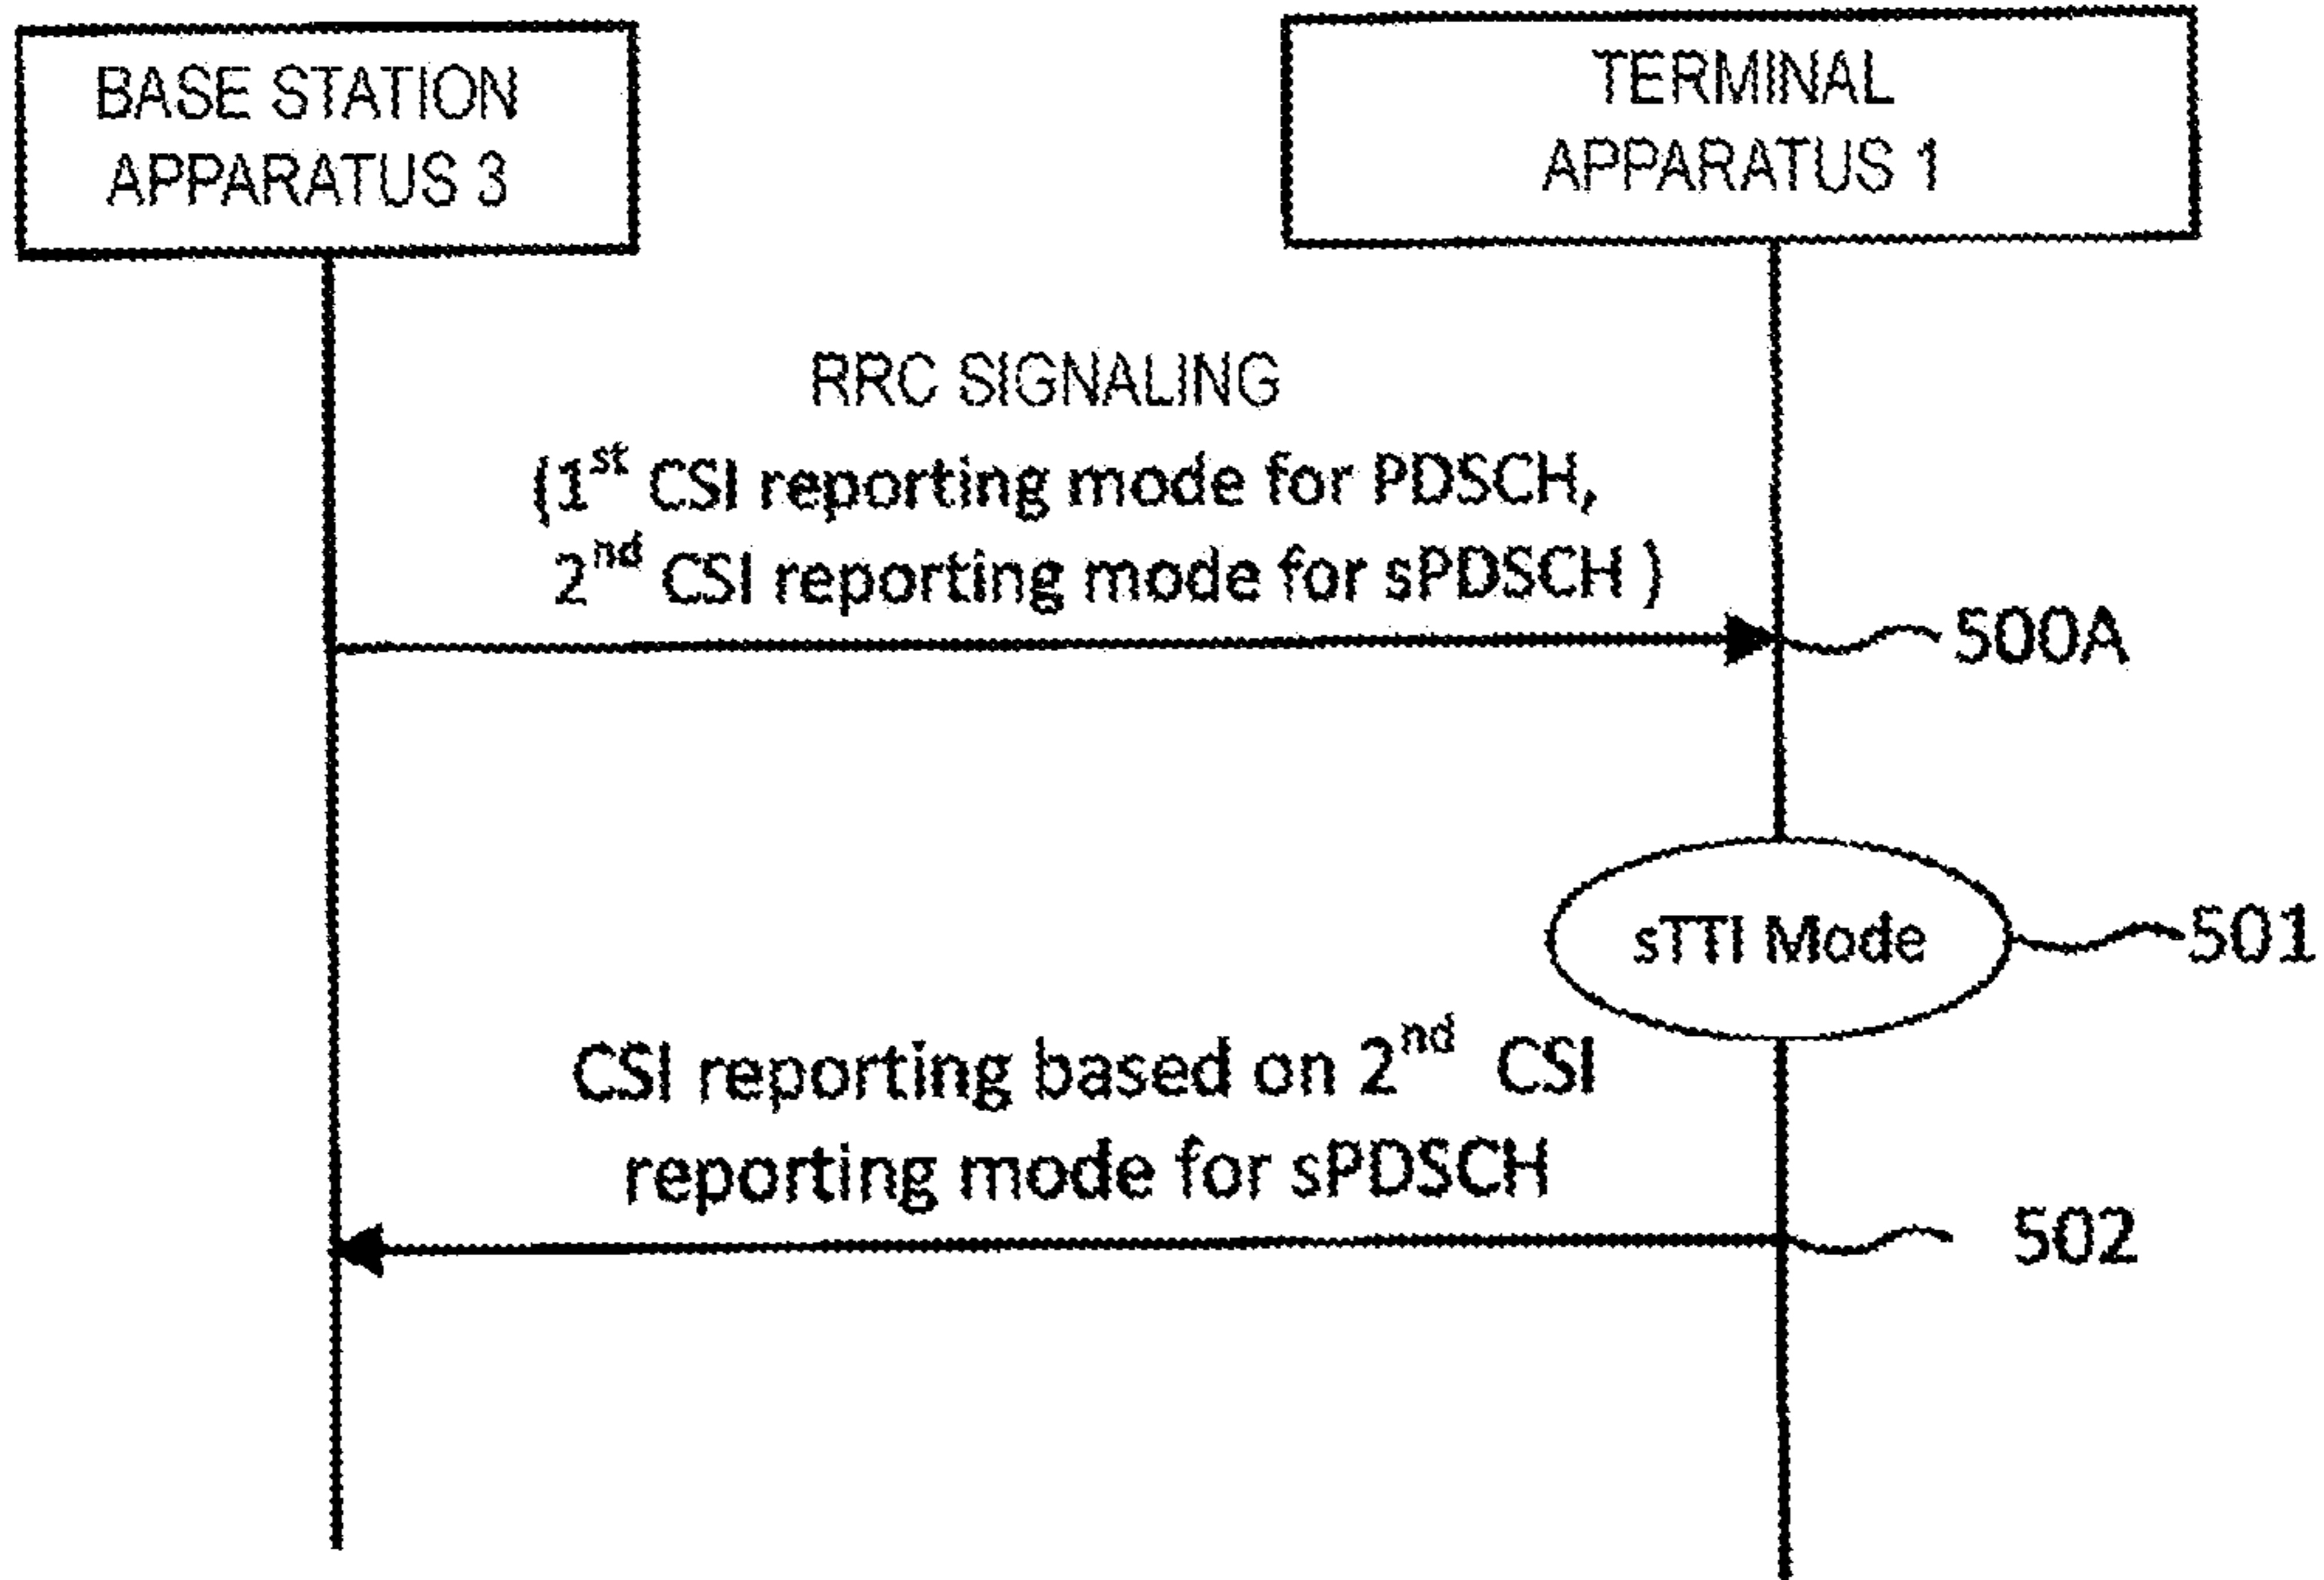 BASE STATION
APPARATUS 3
TERMINAL
APPARATUS 1
RRC SIGNALING
(1st CSI reporting mode for PDSCH,
2nd CSI reporting mode for sPDSCH )
500A
sTTI Mode
501
CSI reporting based on 2nd CSI
reporting mode for sPDSCH
502